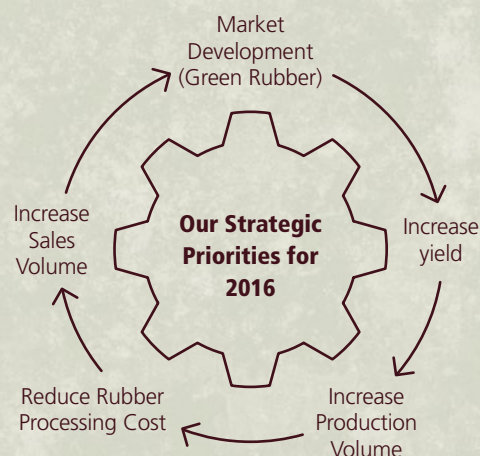 Market
Development
(Green Rubber)
Increase
yield
Increase
Production
Volume
Reduce Rubber
Processing Cost
Increase
Sales
Volume
Our Strategic
Priorities for
2016